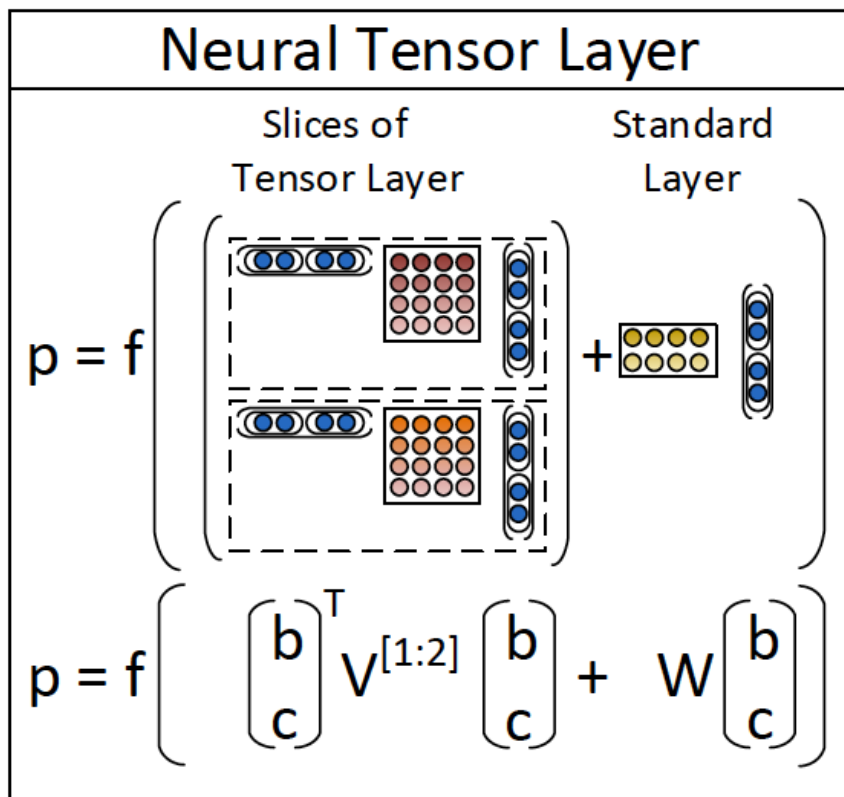 Neural Tensor Layer
Slices of Tensor Layer
Standard Layer
p = f ( ( ) + )
p = f ( [b c]^T V^[1:2] [b c] + W [b c] )